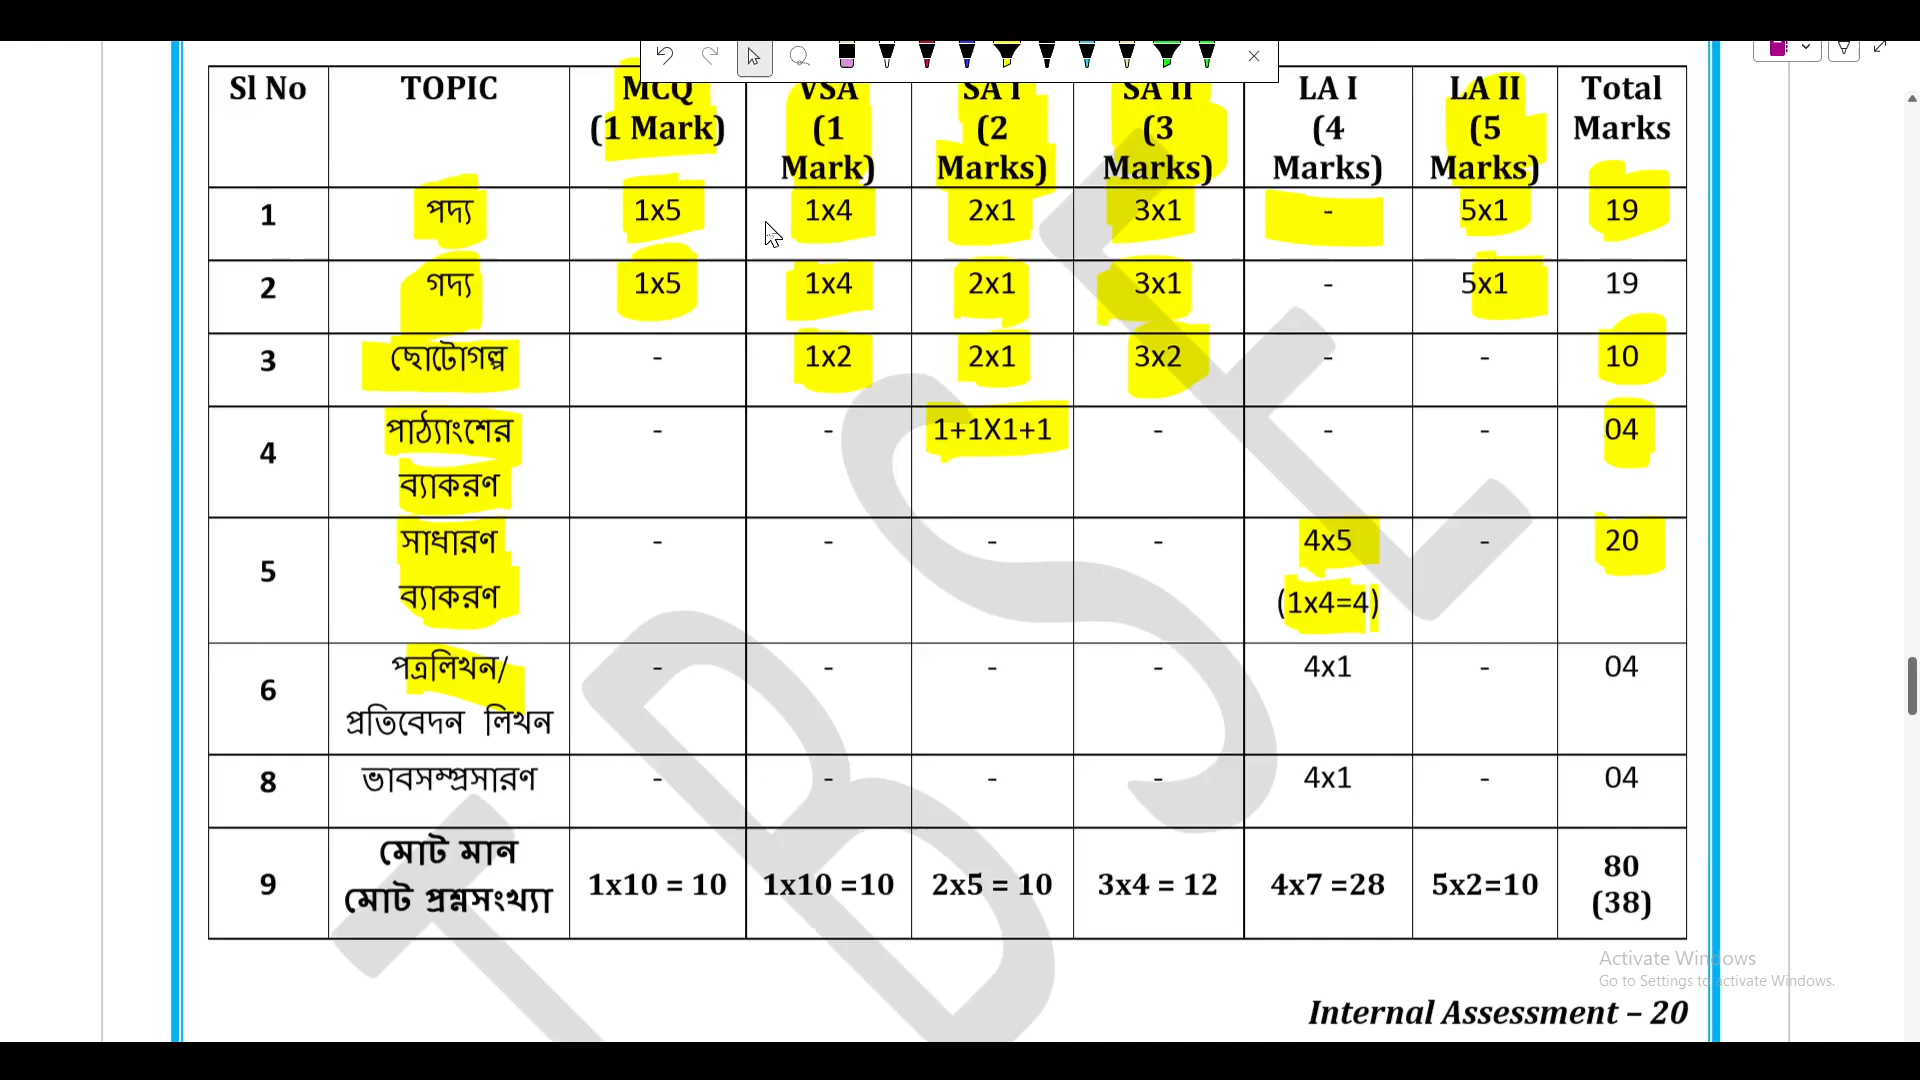 Sl No TOPIC MCQ VSA SA I SA II LA I LA II Total
(1 Mark) (1 (2 (3 (4 (5 Marks
Mark) Marks) Marks) Marks) Marks)
1 পদ্য 1x5 1x4 2x1 3x1 - 5x1 19
2 গদ্য 1x5 1x4 2x1 3x1 - 5x1 19
3 ছোটোগল্প - 1x2 2x1 3x2 - - 10
4 পাঠ্যাংশের - - 1+1X1+1 - - - 04
ব্যাকরণ
5 সাধারণ - - - - 4x5 - 20
ব্যাকরণ (1x4=4)
6 পত্রলিখন/ - - - - 4x1 - 04
প্রতিবেদন লিখন
8 ভাবসম্প্রসারণ - - - - 4x1 - 04
9 মোট মান 1x10 = 10 1x10 =10 2x5 = 10 3x4 = 12 4x7 =28 5x2=10 80
মোট প্রশ্নসংখ্যা (38)
TBSE
Activate Windows
Go to Settings to activate Windows.
Internal Assessment – 20